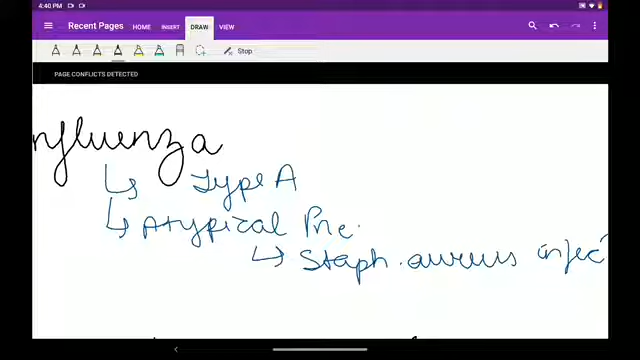 4:40 PM
Recent Pages HOME INSERT DRAW VIEW
Stop
PAGE CONFLICTS DETECTED
nfluenza
↳ Type A
↳ Atypical Pne.
↳ Staph. aureus infec